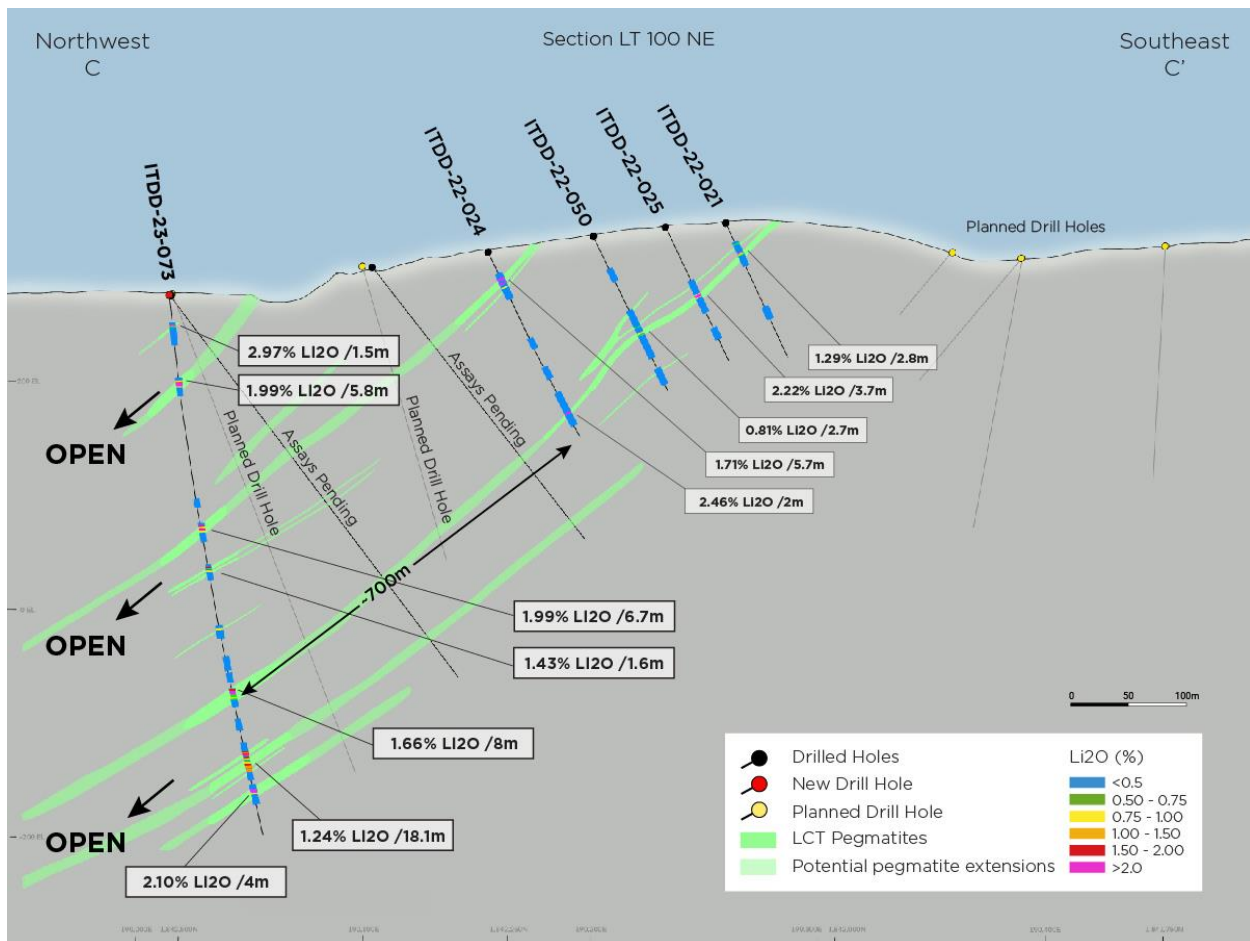 Northwest
C
Section LT 100 NE
Southeast
C'
ITDD-23-073
ITDD-22-024
ITDD-22-050
ITDD-22-025
ITDD-22-021
Planned Drill Holes
2.97% LI2O /1.5m
1.99% LI2O /5.8m
1.29% LI2O /2.8m
2.22% LI2O /3.7m
0.81% LI2O /2.7m
1.71% LI2O /5.7m
2.46% LI2O /2m
OPEN
Planned Drill Hole
Assays Pending
Planned Drill Hole
Assays Pending
~700m
1.99% LI2O /6.7m
1.43% LI2O /1.6m
OPEN
1.66% LI2O /8m
1.24% LI2O /18.1m
OPEN
2.10% LI2O /4m
0 50 100m
Drilled Holes
New Drill Hole
Planned Drill Hole
LCT Pegmatites
Potential pegmatite extensions
Li2O (%)
<0.5
0.50 - 0.75
0.75 - 1.00
1.00 - 1.50
1.50 - 2.00
>2.0